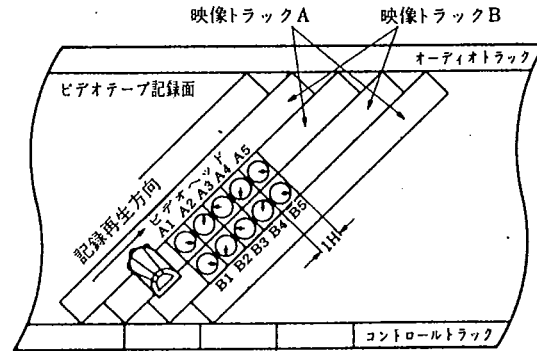 映像トラックA
映像トラックB
オーディオトラック
ビデオテープ記録面
記録再生方向
ビデオヘッド
A1 A2 A3 A4 A5
B1 B2 B3 B4 B5
1H
コントロールトラック